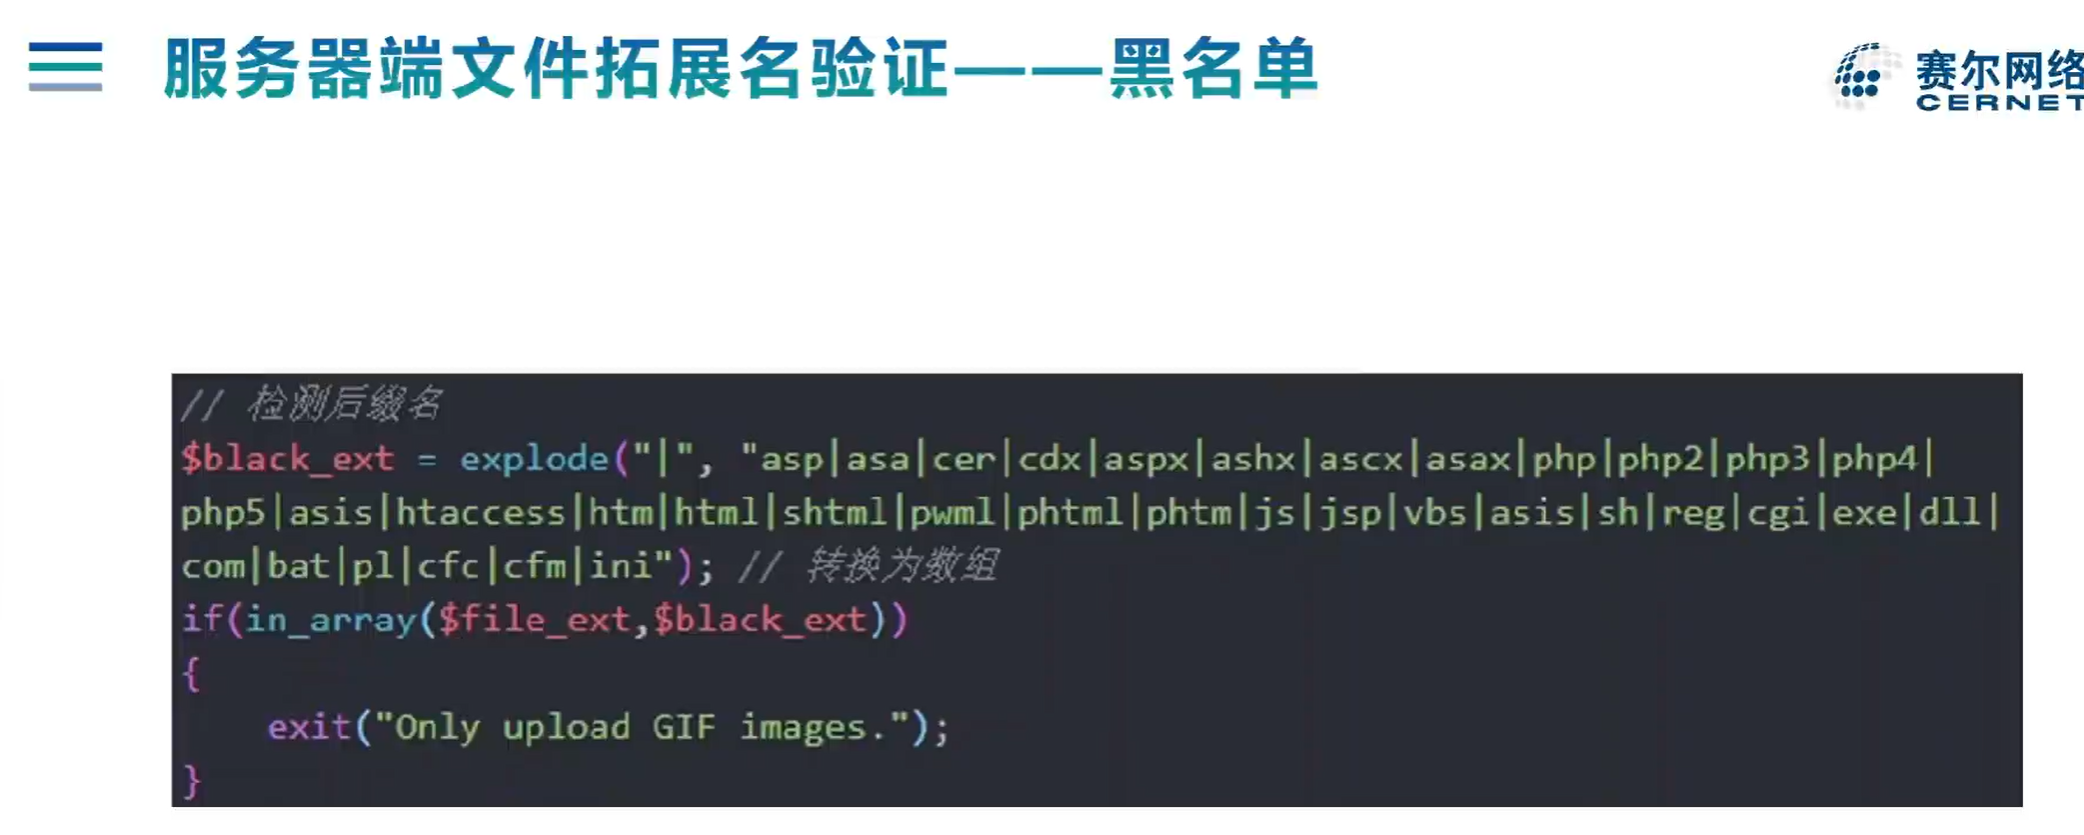 服务器端文件拓展名验证——黑名单
赛尔网络
CERNET
// 检测后缀名
$black_ext = explode("|", "asp|asa|cer|cdx|aspx|ashx|ascx|asax|php|php2|php3|php4|
php5|asis|htaccess|htm|html|shtml|pwml|phtml|phtm|js|jsp|vbs|asis|sh|reg|cgi|exe|dll|
com|bat|pl|cfc|cfm|ini"); // 转换为数组
if(in_array($file_ext,$black_ext))
{
    exit("Only upload GIF images.");
}